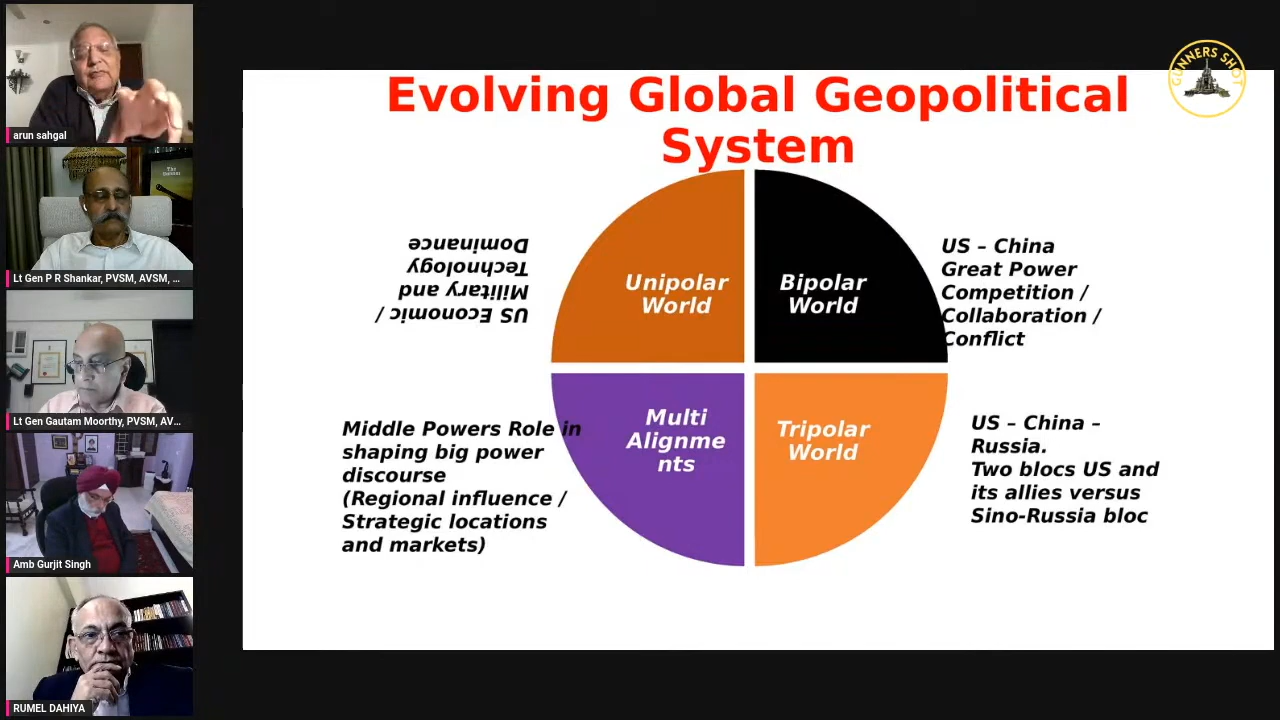 arun sahgal
Lt Gen P R Shankar, PVSM, AVSM, ...
Lt Gen Gautam Moorthy, PVSM, AV...
Amb Gurjit Singh
RUMEL DAHIYA
GUNNERS SHOT
Evolving Global Geopolitical
System
US Economic /
Military and
Technology
Dominance
Unipolar
World
Bipolar
World
US – China
Great Power
Competition /
Collaboration /
Conflict
Middle Powers Role in
shaping big power
discourse
(Regional influence /
Strategic locations
and markets)
Multi
Alignme
nts
Tripolar
World
US – China –
Russia.
Two blocs US and
its allies versus
Sino-Russia bloc